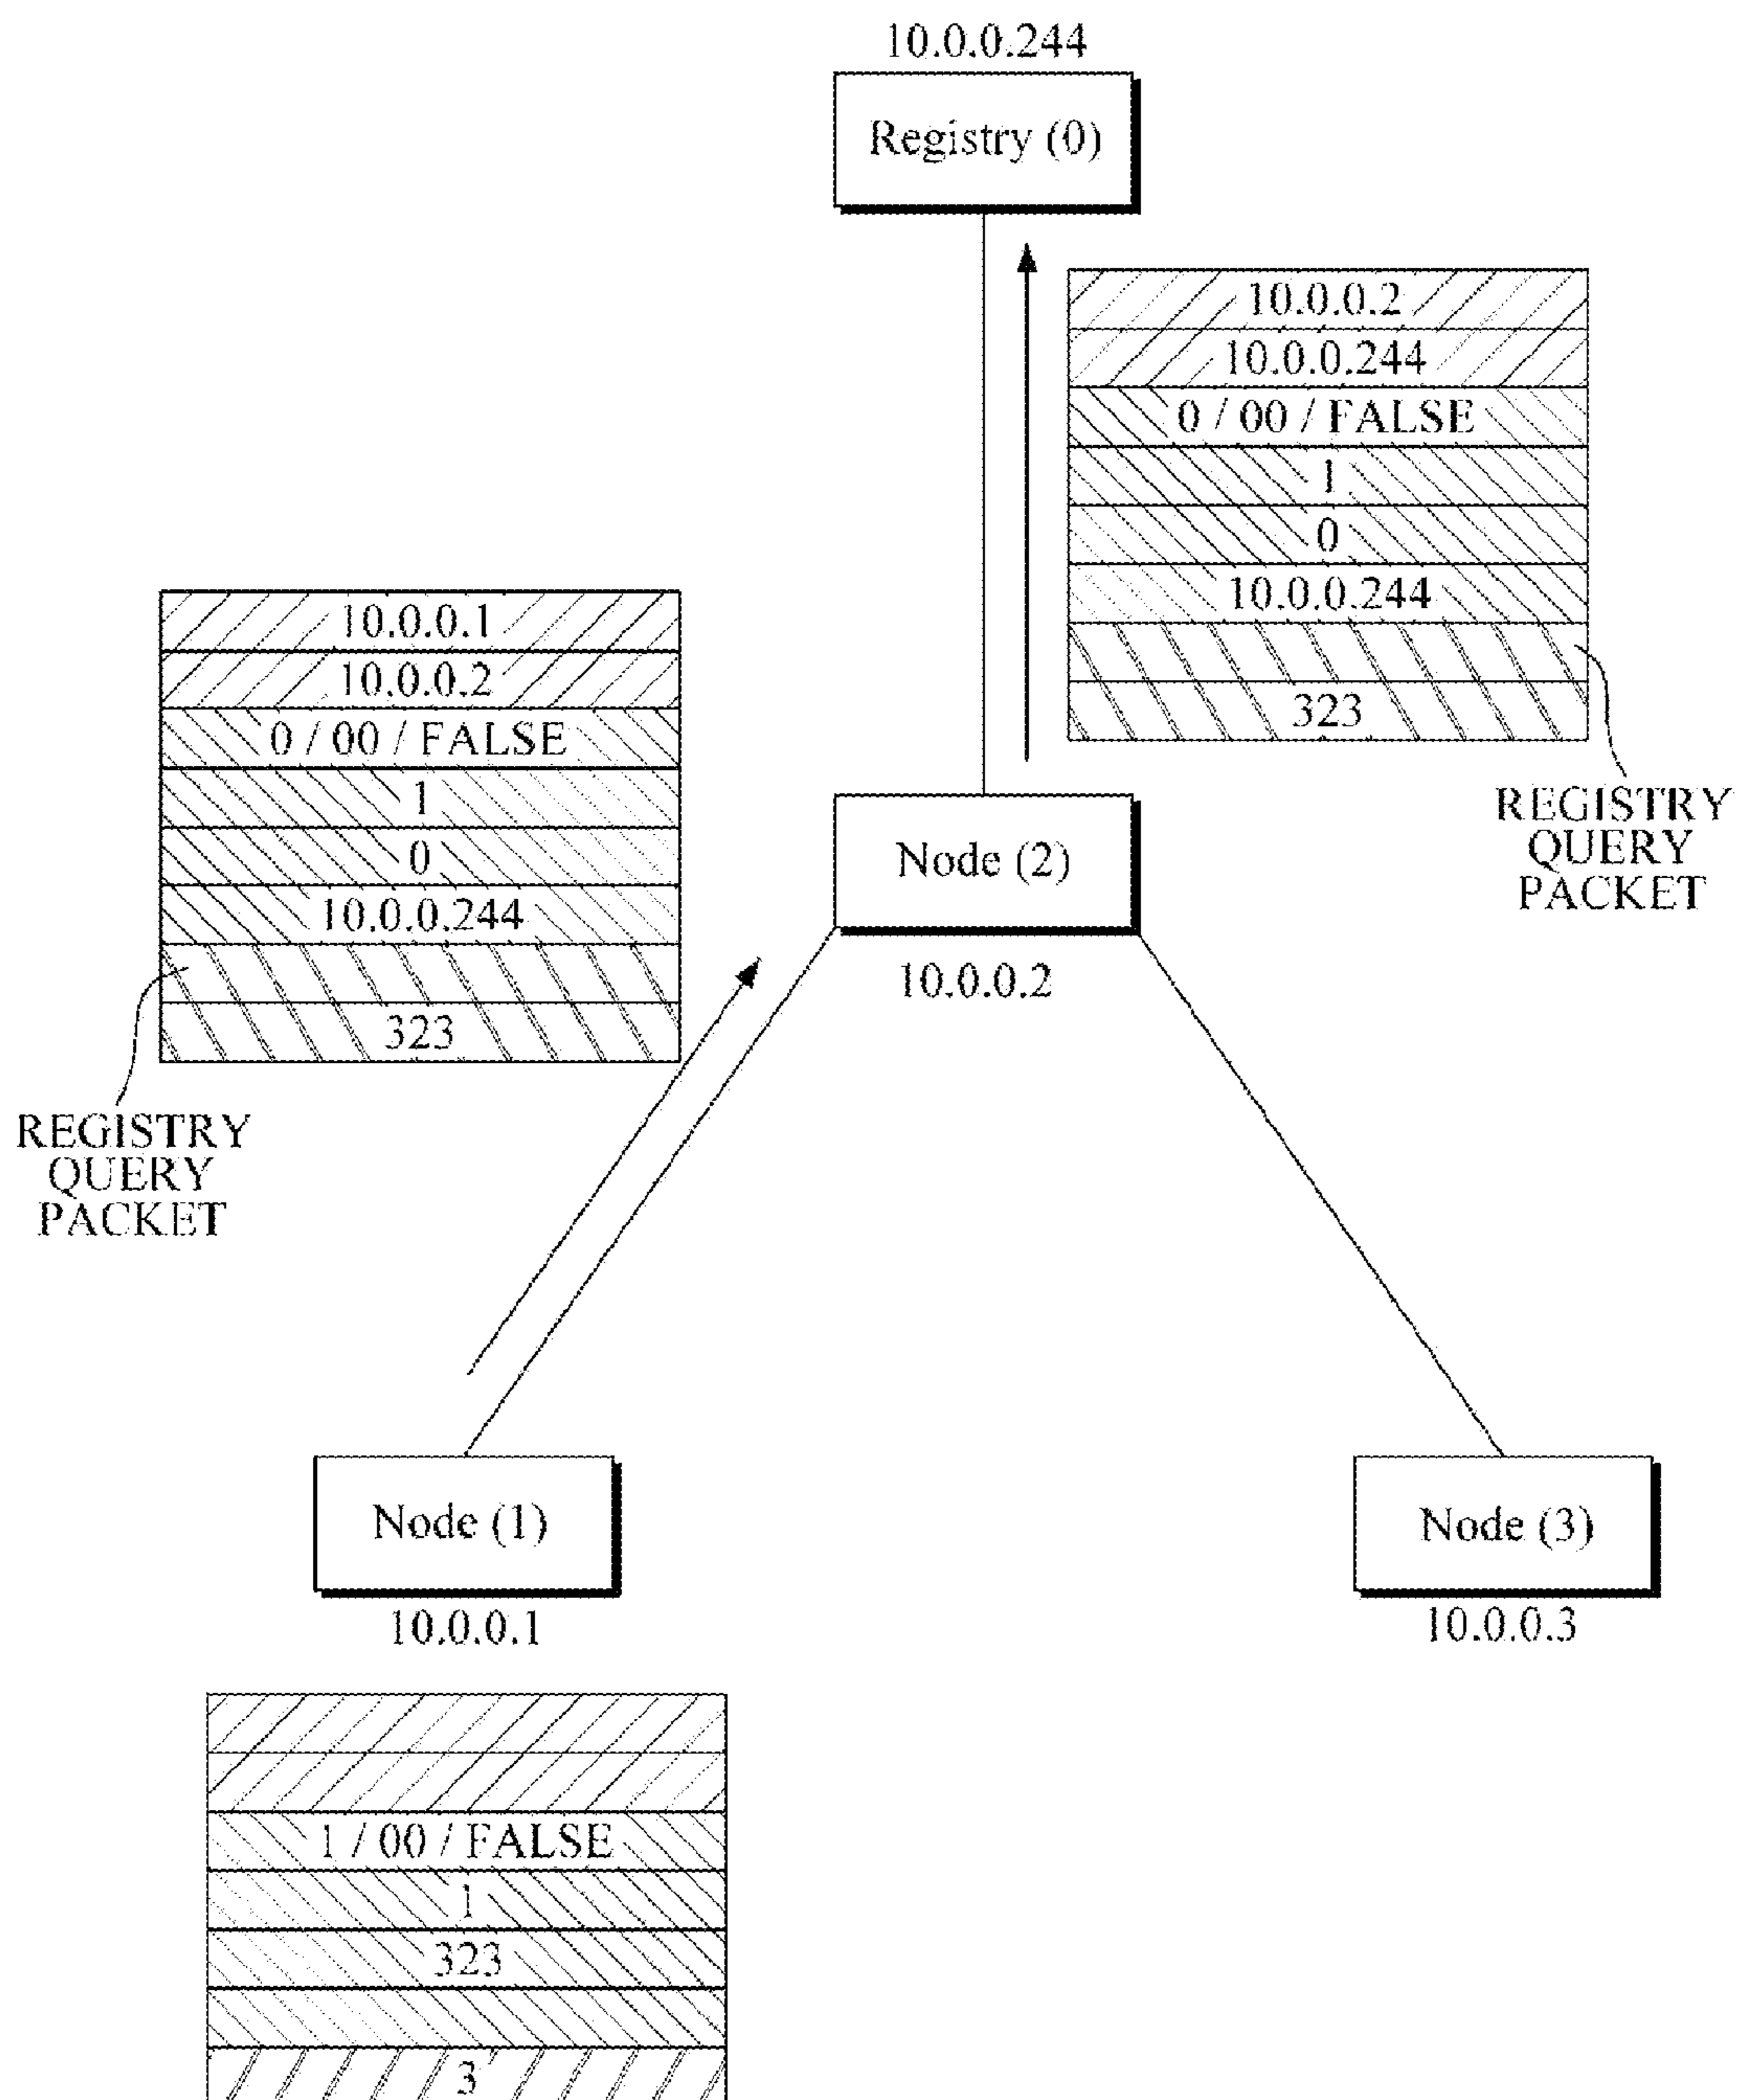 10.0.0.244
Registry (0)
10.0.0.2
10.0.0.244
0 / 00 / FALSE
1
0
10.0.0.244
323
REGISTRY
QUERY
PACKET
10.0.0.1
10.0.0.2
0 / 00 / FALSE
1
0
10.0.0.244
323
REGISTRY
QUERY
PACKET
Node (2)
10.0.0.2
Node (1)
10.0.0.1
Node (3)
10.0.0.3
1 / 00 / FALSE
1
323
3